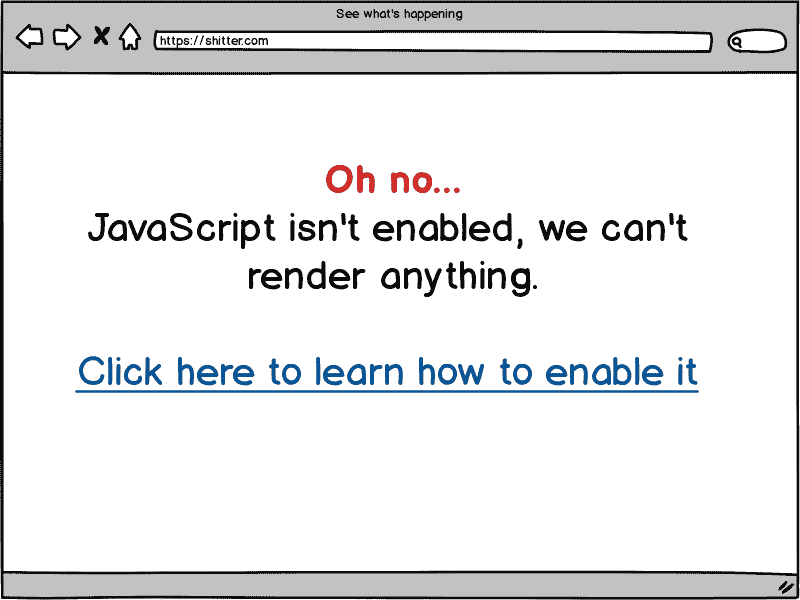 See what's happening
https://shitter.com
Oh no...
JavaScript isn't enabled, we can't
render anything.
Click here to learn how to enable it